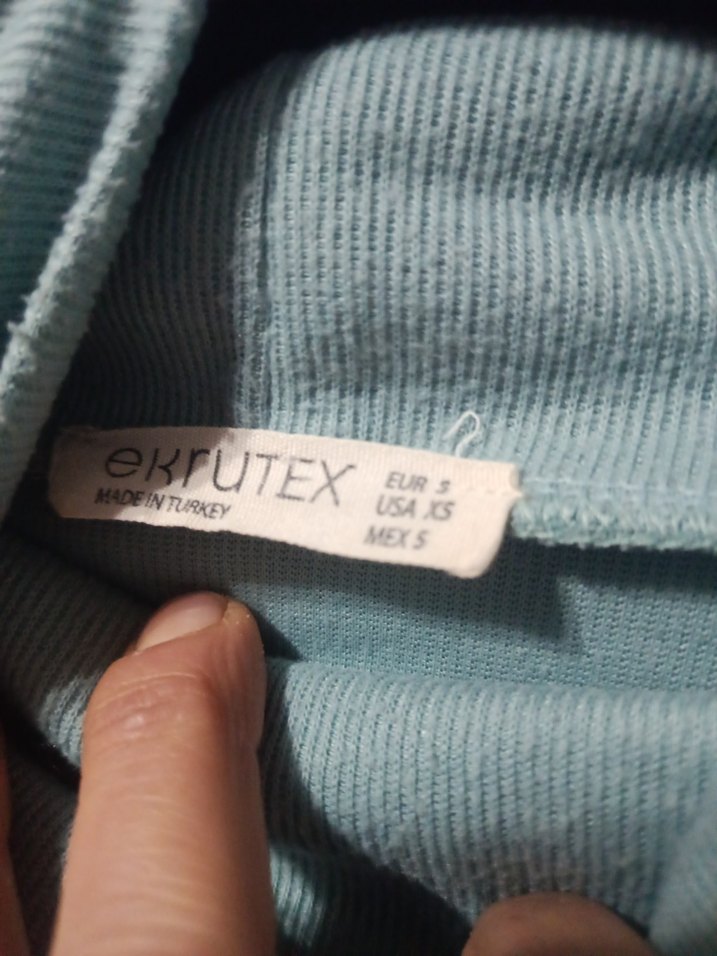 eKruTEX
MADE IN TURKEY
EUR S
USA XS
MEX S